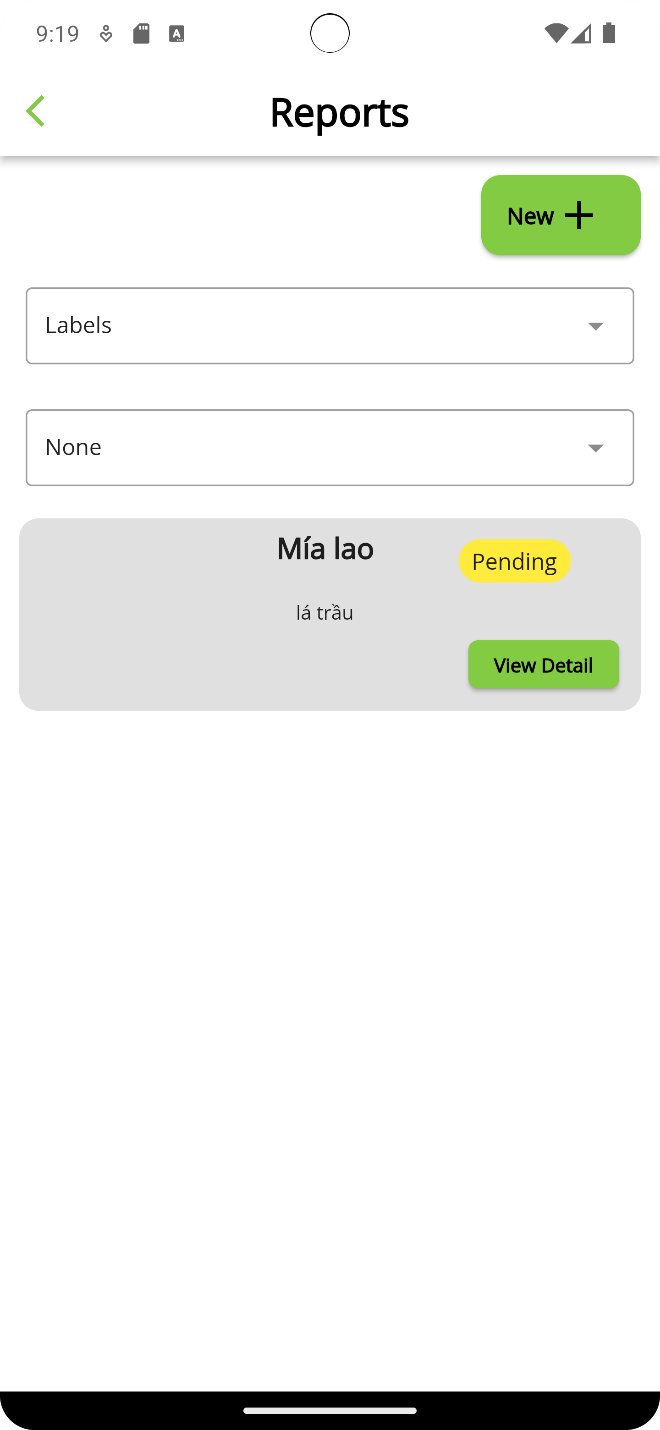 9:19
Reports
New
Labels
None
Mía lao
Pending
lá trầu
View Detail